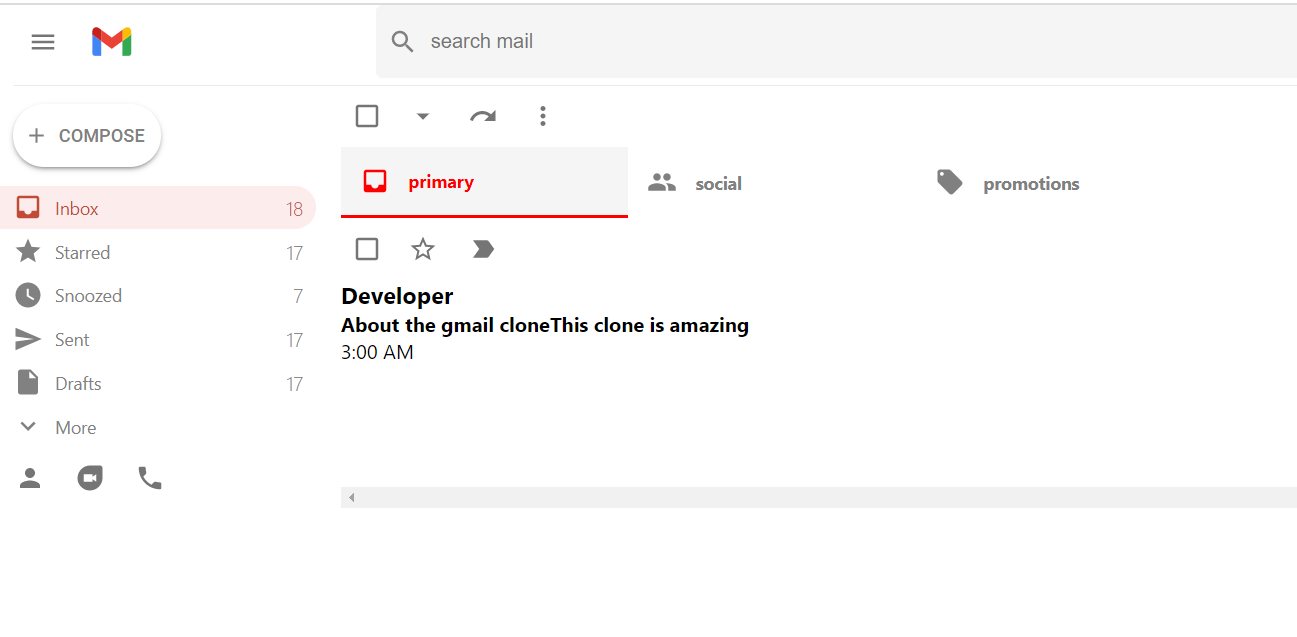 search mail
COMPOSE
Inbox 18
Starred 17
Snoozed 7
Sent 17
Drafts 17
More
primary social promotions
Developer
About the gmail cloneThis clone is amazing
3:00 AM